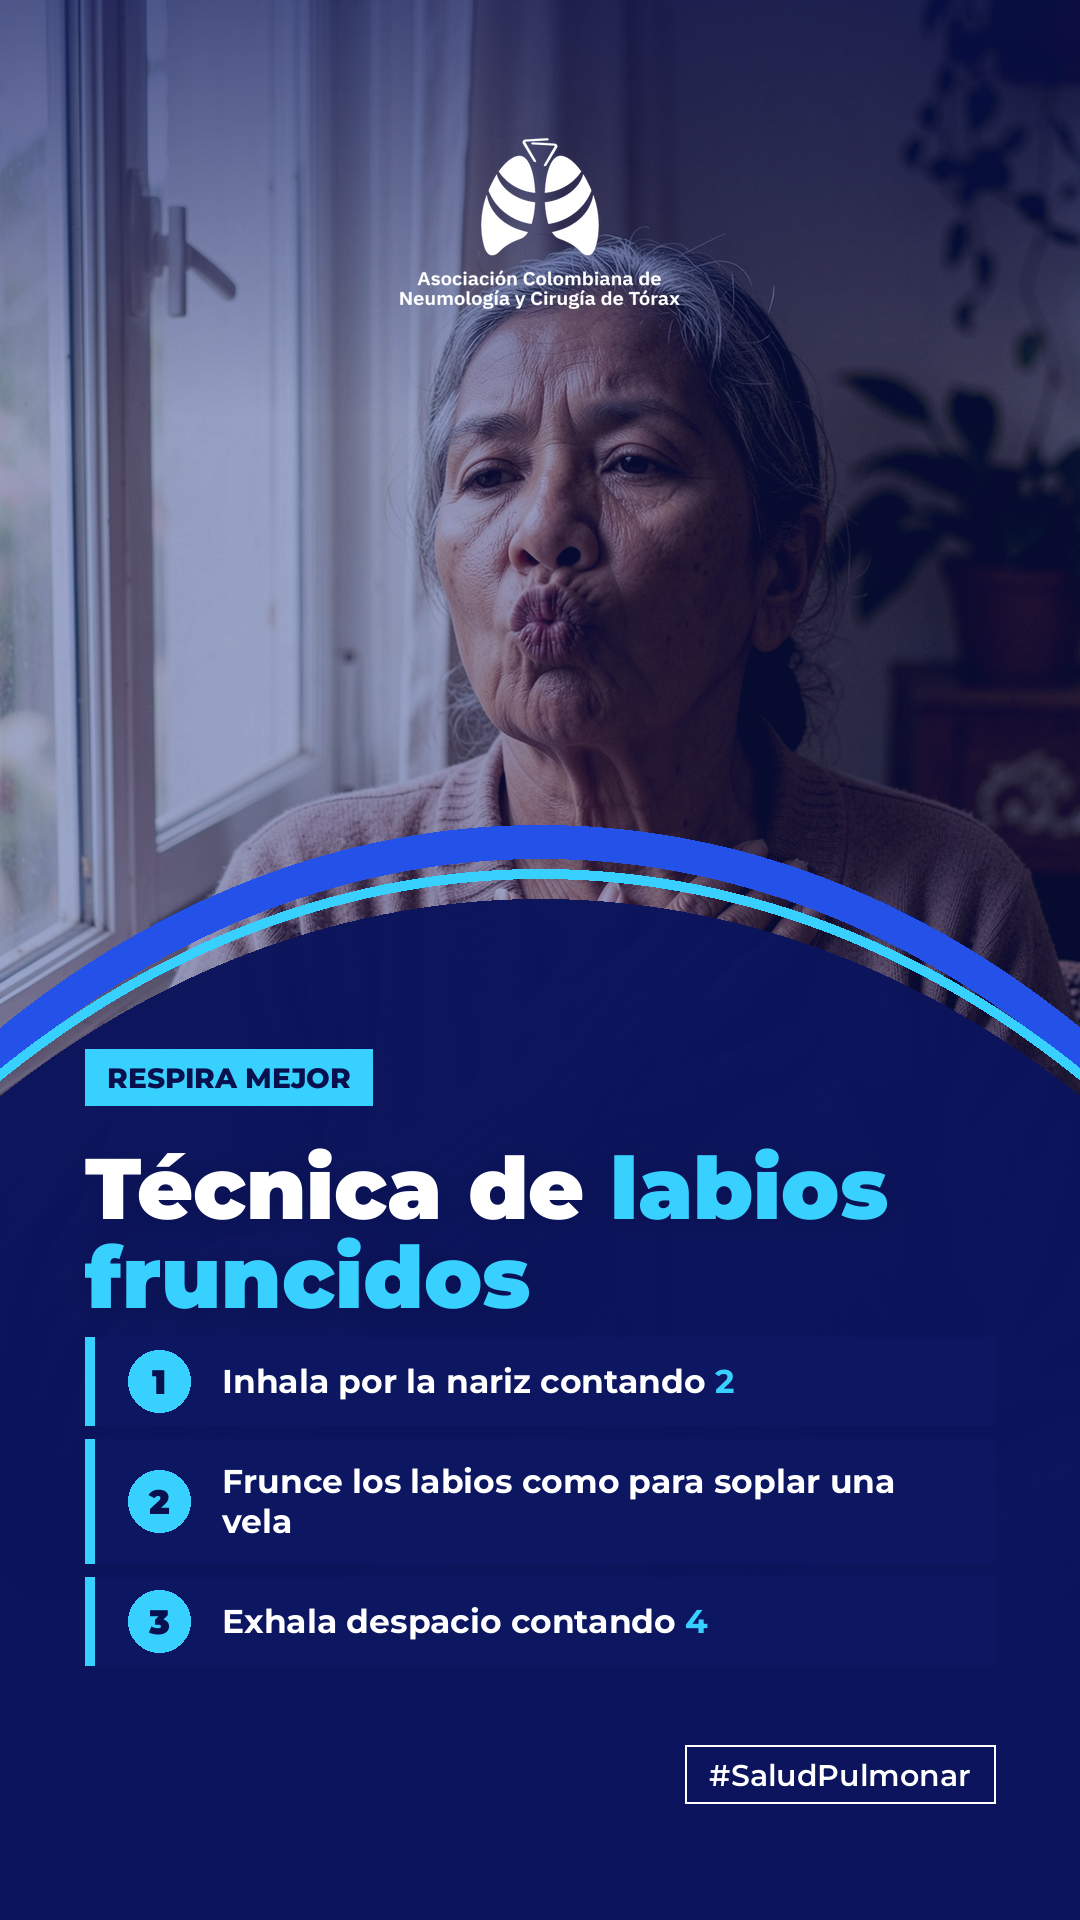 Asociación Colombiana de
Neumología y Cirugía de Tórax
RESPIRA MEJOR
Técnica de labios
fruncidos
1 Inhala por la nariz contando 2
2 Frunce los labios como para soplar una
vela
3 Exhala despacio contando 4
#SaludPulmonar